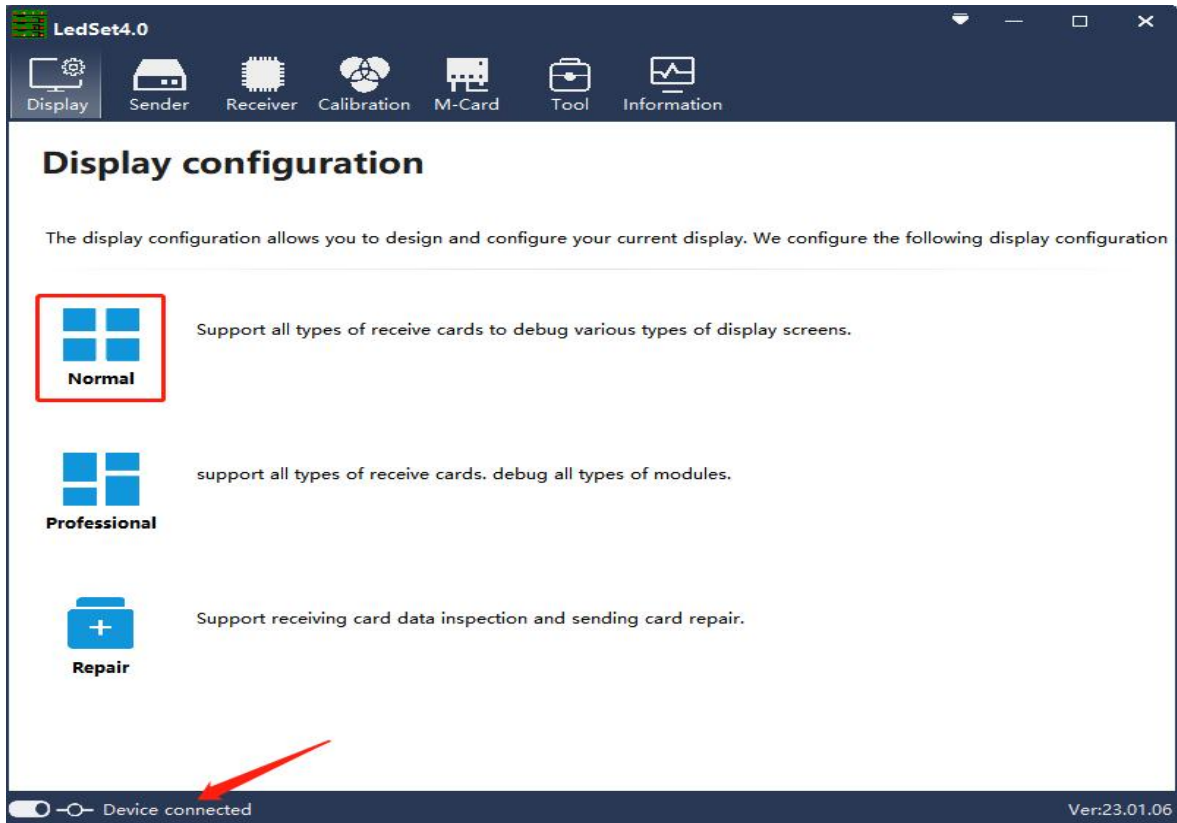 LedSet4.0
Display Sender Receiver Calibration M-Card Tool Information
Display configuration
The display configuration allows you to design and configure your current display. We configure the following display configuration
Support all types of receive cards to debug various types of display screens.
Normal
support all types of receive cards. debug all types of modules.
Professional
Support receiving card data inspection and sending card repair.
Repair
Device connected Ver:23.01.06